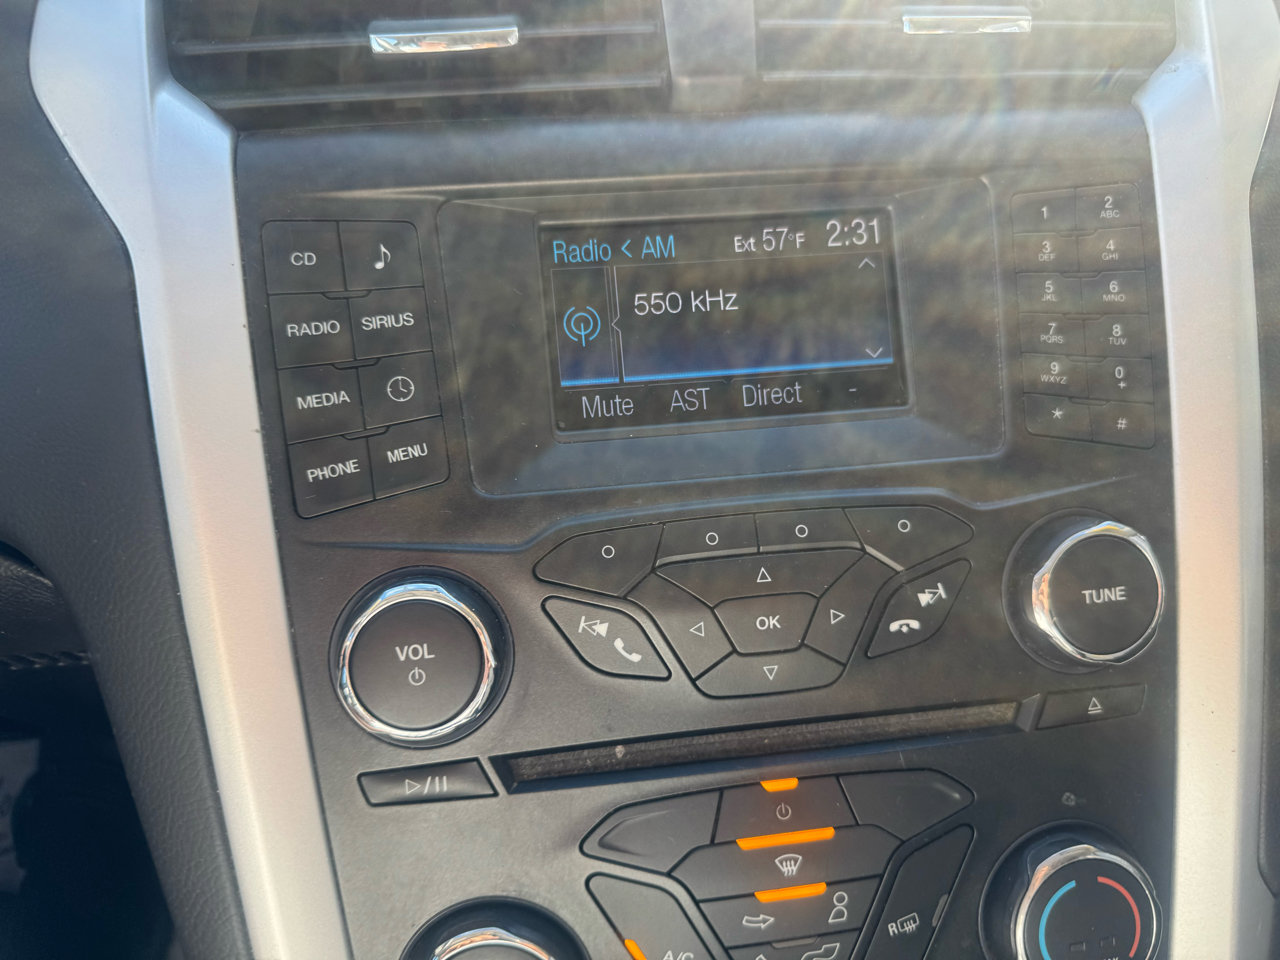 Radio < AM Ext 57°F 2:31
550 kHz
Mute AST Direct -
CD
RADIO SIRIUS
MEDIA
PHONE MENU
1 2 ABC
3 DEF 4 GHI
5 JKL 6 MNO
7 PQRS 8 TUV
9 WXYZ 0 +
* #
VOL
OK
TUNE
A/C
R